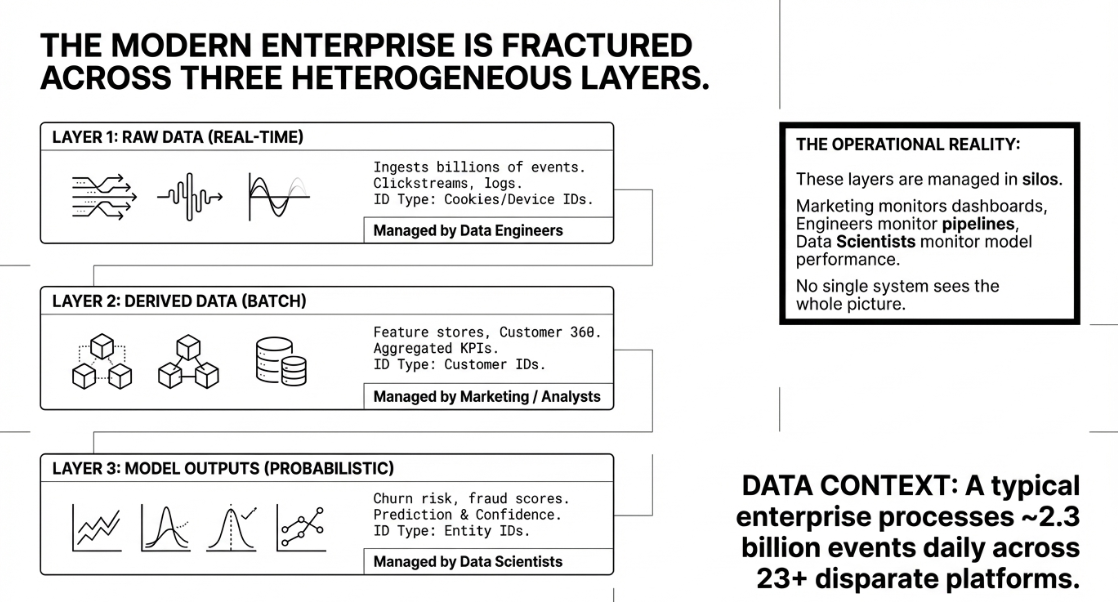 THE MODERN ENTERPRISE IS FRACTURED
ACROSS THREE HETEROGENEOUS LAYERS.
LAYER 1: RAW DATA (REAL-TIME)
Ingests billions of events.
Clickstreams, logs.
ID Type: Cookies/Device IDs.
Managed by Data Engineers
LAYER 2: DERIVED DATA (BATCH)
Feature stores, Customer 360.
Aggregated KPIs.
ID Type: Customer IDs.
Managed by Marketing / Analysts
LAYER 3: MODEL OUTPUTS (PROBABILISTIC)
Churn risk, fraud scores.
Prediction & Confidence.
ID Type: Entity IDs.
Managed by Data Scientists
THE OPERATIONAL REALITY:
These layers are managed in silos.
Marketing monitors dashboards,
Engineers monitor pipelines,
Data Scientists monitor model
performance.
No single system sees the
whole picture.
DATA CONTEXT: A typical
enterprise processes ~2.3
billion events daily across
23+ disparate platforms.